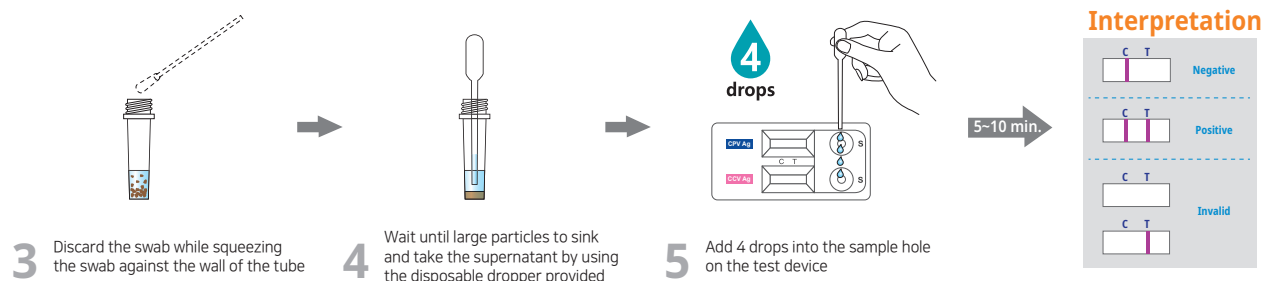 Interpretation
4
drops
C T
Negative
5~10 min.
C T
Positive
CPV Ag
S
C T
CCV Ag
S
C T
Invalid
C T
3 Discard the swab while squeezing
the swab against the wall of the tube
4 Wait until large particles to sink
and take the supernatant by using
the disposable dropper provided
5 Add 4 drops into the sample hole
on the test device